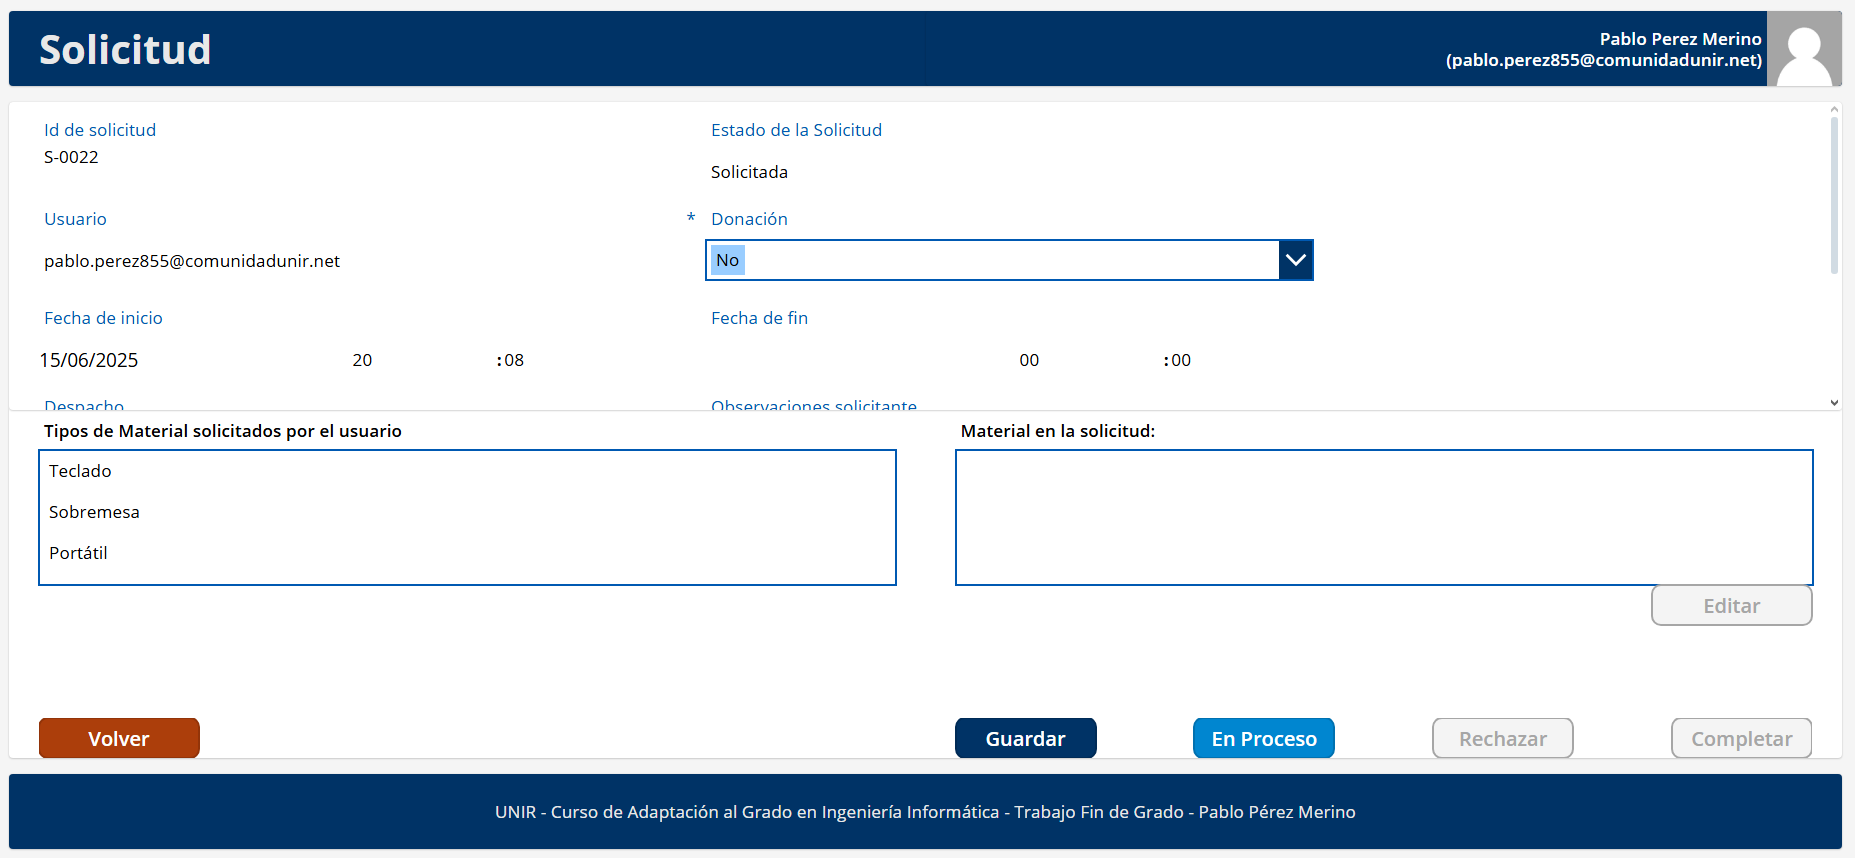 Solicitud
Pablo Perez Merino
(pablo.perez855@comunidadunir.net)
Id de solicitud
S-0022
Estado de la Solicitud
Solicitada
Usuario
pablo.perez855@comunidadunir.net
* Donación
No
Fecha de inicio
15/06/2025 20 :08
Fecha de fin
00 :00
Despacho
Observaciones solicitante
Tipos de Material solicitados por el usuario
Teclado
Sobremesa
Portátil
Material en la solicitud:
Editar
Volver
Guardar
En Proceso
Rechazar
Completar
UNIR - Curso de Adaptación al Grado en Ingeniería Informática - Trabajo Fin de Grado - Pablo Pérez Merino